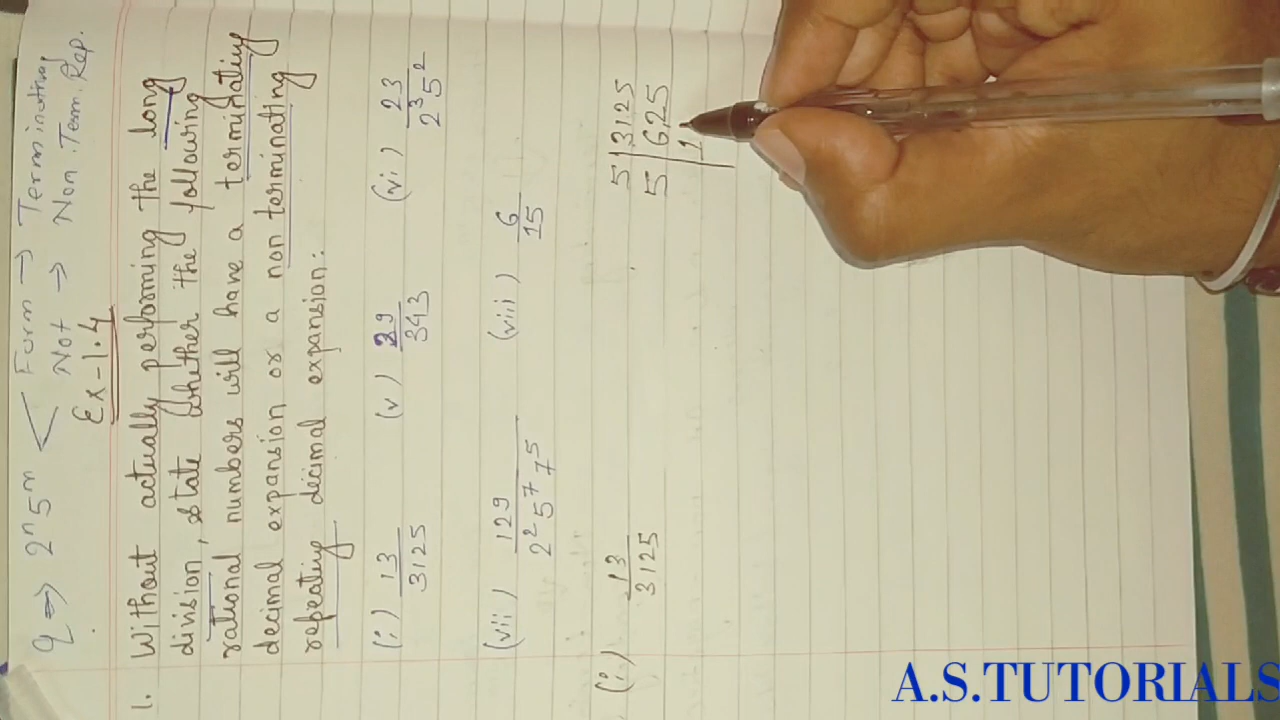 q ⇒ 2ⁿ5ᵐ < Form → Terminating
Not → Non. Term. Rep.
Ex-1.4
1. Without actually performing the long
division, state whether the following
rational numbers will have a terminating
decimal expansion or a non terminating
repeating decimal expansion:
(i) 13/3125 (v) 29/343 (vi) 23/2³5²
(vii) 129/2²5⁷7⁵ (viii) 6/15
(i) 13/3125 5|3125
5|625
|1
A.S.TUTORIALS